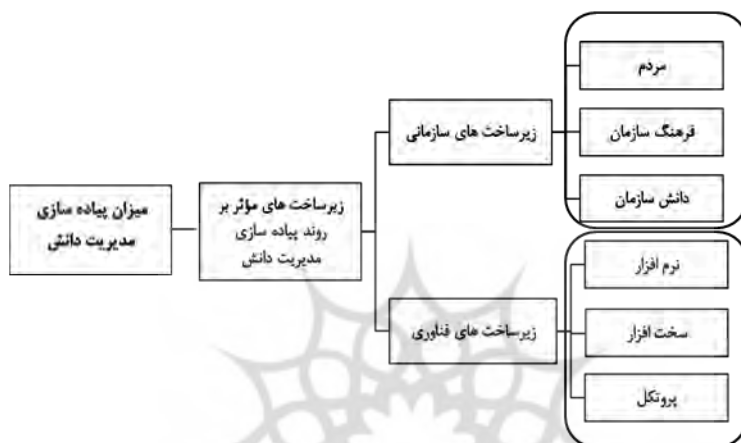 مردم
فرهنگ سازمان
دانش سازمان
زیرساخت های سازمانی
نرم افزار
سخت افزار
پروتکل
زیرساخت های فناوری
زیرساخت های مؤثر بر
روند پیاده سازی
مدیریت دانش
میزان پیاده سازی
مدیریت دانش